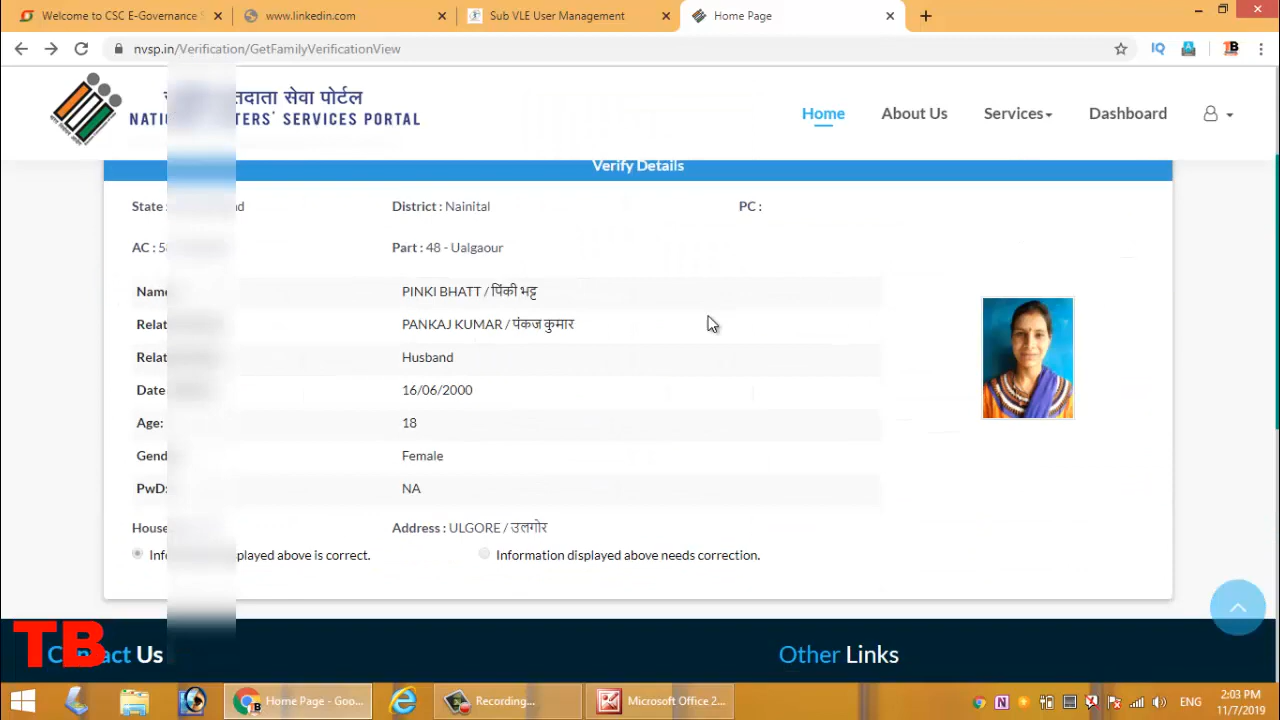 Welcome to CSC E-Governance S
www.linkedin.com
Sub VLE User Management
Home Page
nvsp.in/Verification/GetFamilyVerificationView
IQ
TB
तदाता सेवा पोर्टल
NATI TERS' SERVICES PORTAL
Home About Us Services Dashboard
Verify Details
State : nd District : Nainital PC :
AC : 5 Part : 48 - Ualgaour
Name PINKI BHATT / पिंकी भट्ट
Relat PANKAJ KUMAR / पंकज कुमार
Relat Husband
Date 16/06/2000
Age: 18
Gend Female
PwD: NA
House Address : ULGORE / उलगोर
Inf played above is correct. Information displayed above needs correction.
TB
Contact Us Other Links
Home Page - Goo... Recording... Microsoft Office 2...
ENG
2:03 PM
11/7/2019